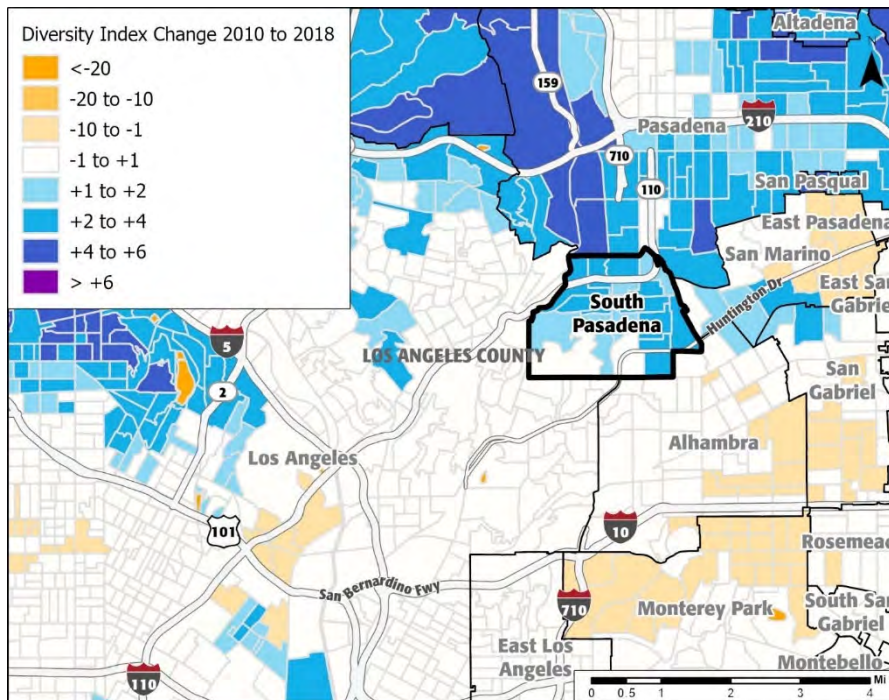 Diversity Index Change 2010 to 2018
<-20
-20 to -10
-10 to -1
-1 to +1
+1 to +2
+2 to +4
+4 to +6
> +6
Altadena
159
210
Pasadena
710
110
San Pasqual
East Pasadena
San Marino
South
Pasadena
Huntington Dr
East San
Gabriel
5
LOS ANGELES COUNTY
2
San
Gabriel
Alhambra
Los Angeles
101
10
Rosemead
San Bernardino Fwy
710
Monterey Park
South San
Gabriel
East Los
Angeles
Montebello
110
0 0.5 1 2 3 4